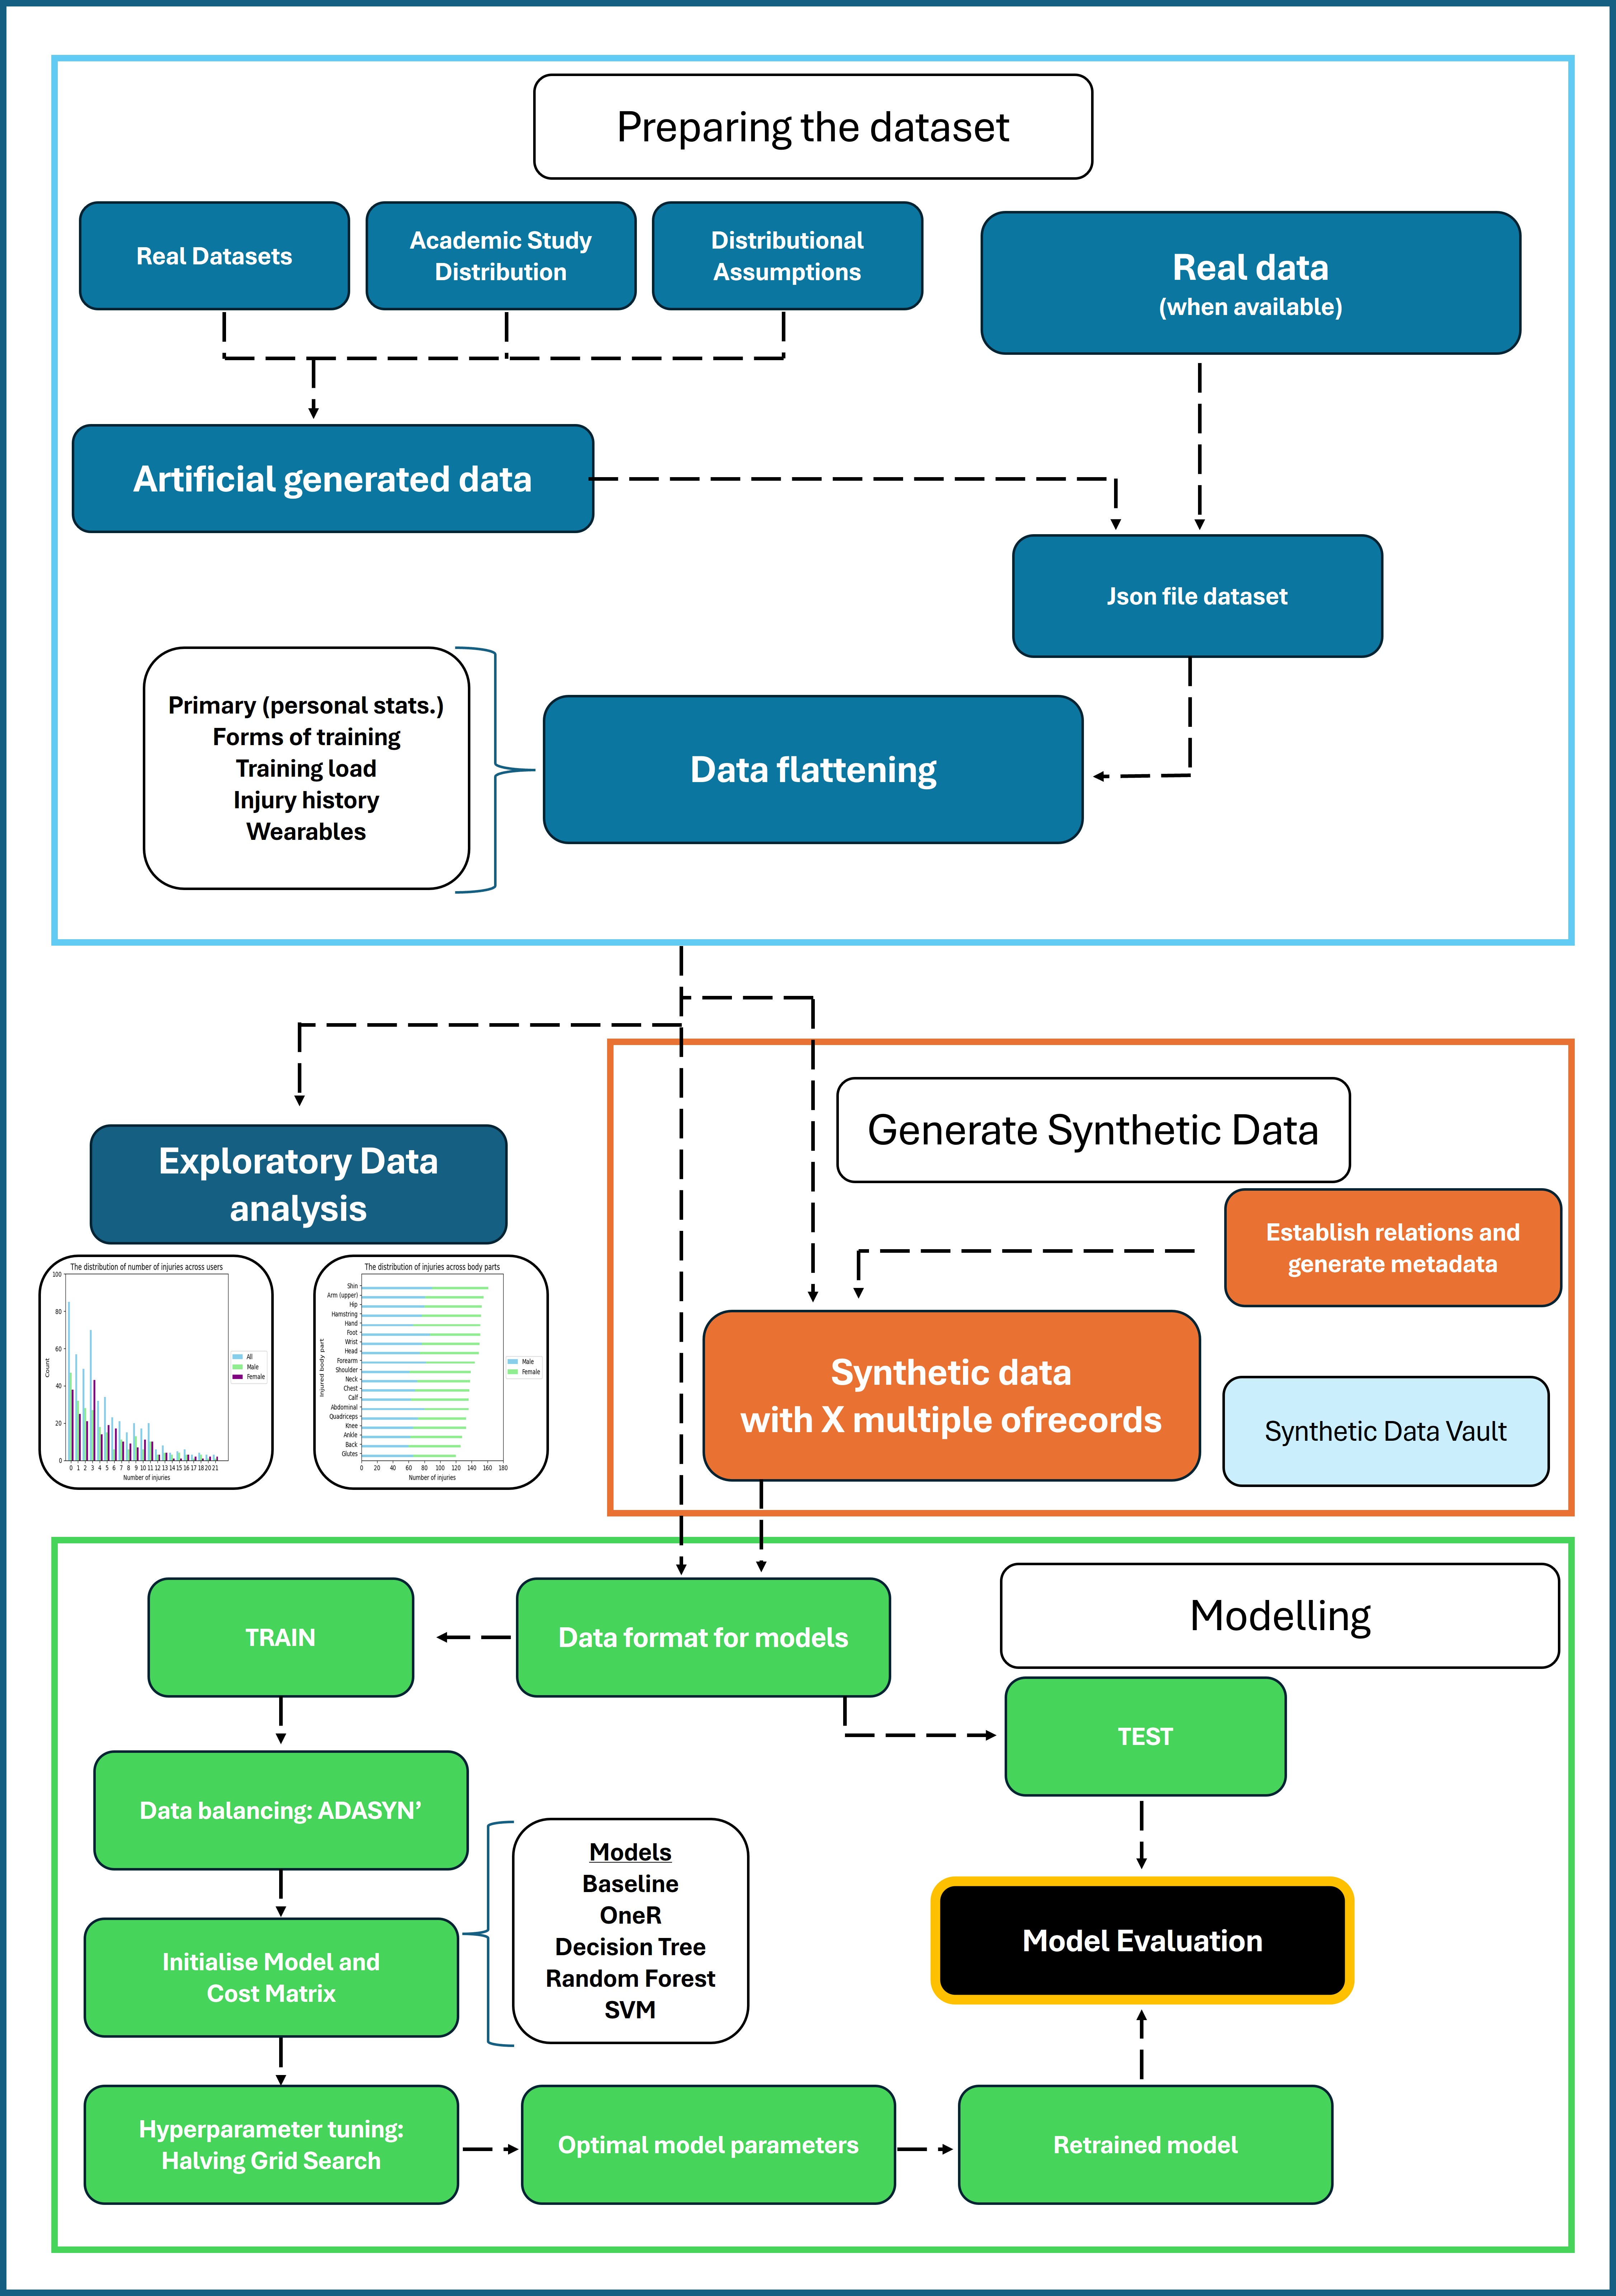 Preparing the dataset
Real Datasets
Academic Study
Distribution
Distributional
Assumptions
Real data
(when available)
Artificial generated data
Json file dataset
Primary (personal stats.)
Forms of training
Training load
Injury history
Wearables
Data flattening
Generate Synthetic Data
Exploratory Data
analysis
Establish relations and
generate metadata
The distribution of number of injuries across users
100
80
60
40
20
0
Count
All
Male
Female
0 1 2 3 4 5 6 7 8 9 10 11 12 13 14 15 16 17 18 20 21
Number of injuries
The distribution of injuries across body parts
Injured body part
Shin
Arm (upper)
Hip
Hamstring
Hand
Foot
Wrist
Head
Forearm
Shoulder
Neck
Chest
Calf
Abdominal
Quadriceps
Knee
Ankle
Back
Glutes
Male
Female
0 20 40 60 80 100 120 140 160 180
Number of injuries
Synthetic data
with X multiple ofrecords
Synthetic Data Vault
Modelling
TRAIN
Data format for models
TEST
Data balancing: ADASYN’
Models
Baseline
OneR
Decision Tree
Random Forest
SVM
Initialise Model and
Cost Matrix
Model Evaluation
Hyperparameter tuning:
Halving Grid Search
Optimal model parameters
Retrained model